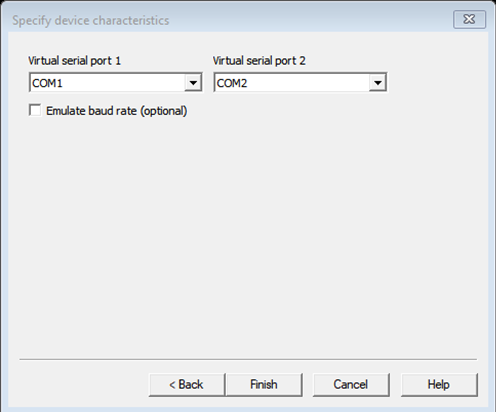 Specify device characteristics
Virtual serial port 1 Virtual serial port 2
COM1 COM2
Emulate baud rate (optional)
< Back Finish Cancel Help